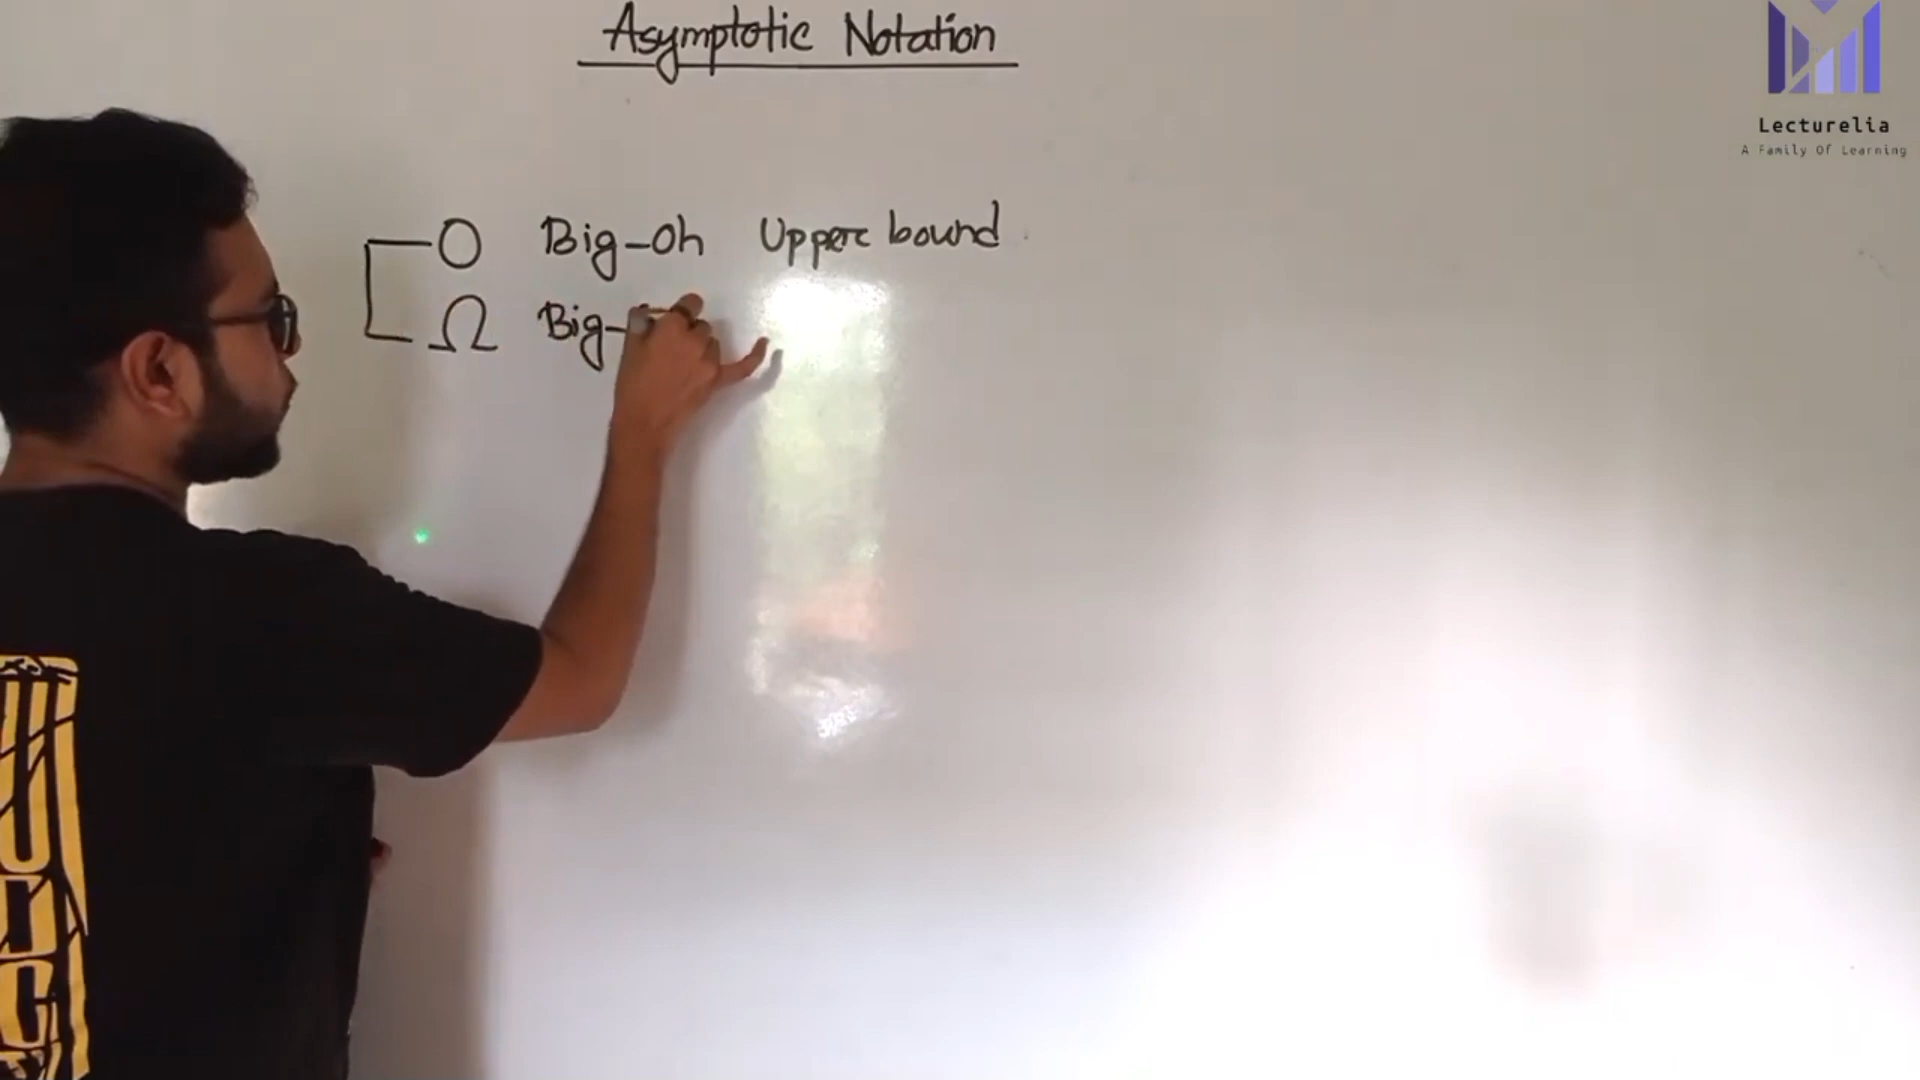 Asymptotic Notation
Lecturelia
A Family Of Learning
O Big-Oh Upper bound
Ω Big-